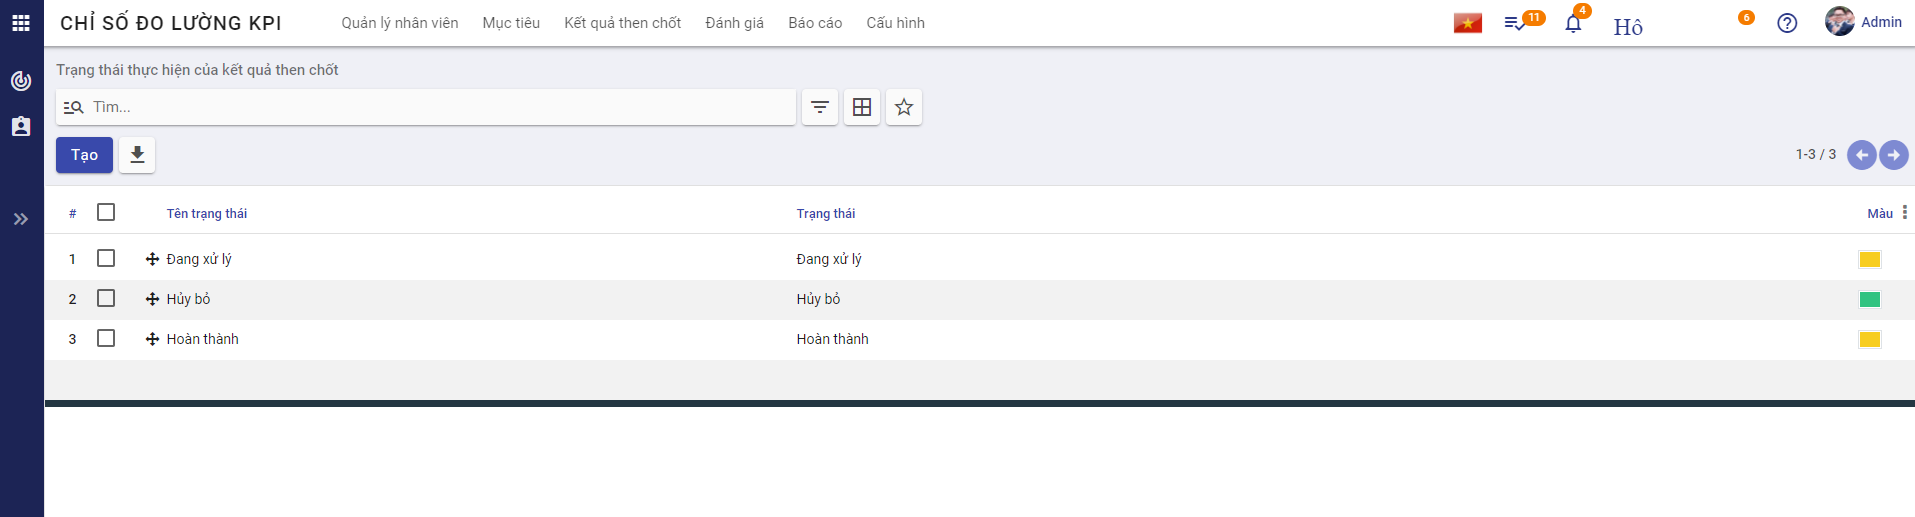 CHỈ SỐ ĐO LƯỜNG KPI Quản lý nhân viên Mục tiêu Kết quả then chốt Đánh giá Báo cáo Cấu hình 11 4 Hô 6 Admin
Trạng thái thực hiện của kết quả then chốt
Tìm...
Tạo 1-3 / 3
# Tên trạng thái Trạng thái Màu
1 Đang xử lý Đang xử lý
2 Hủy bỏ Hủy bỏ
3 Hoàn thành Hoàn thành